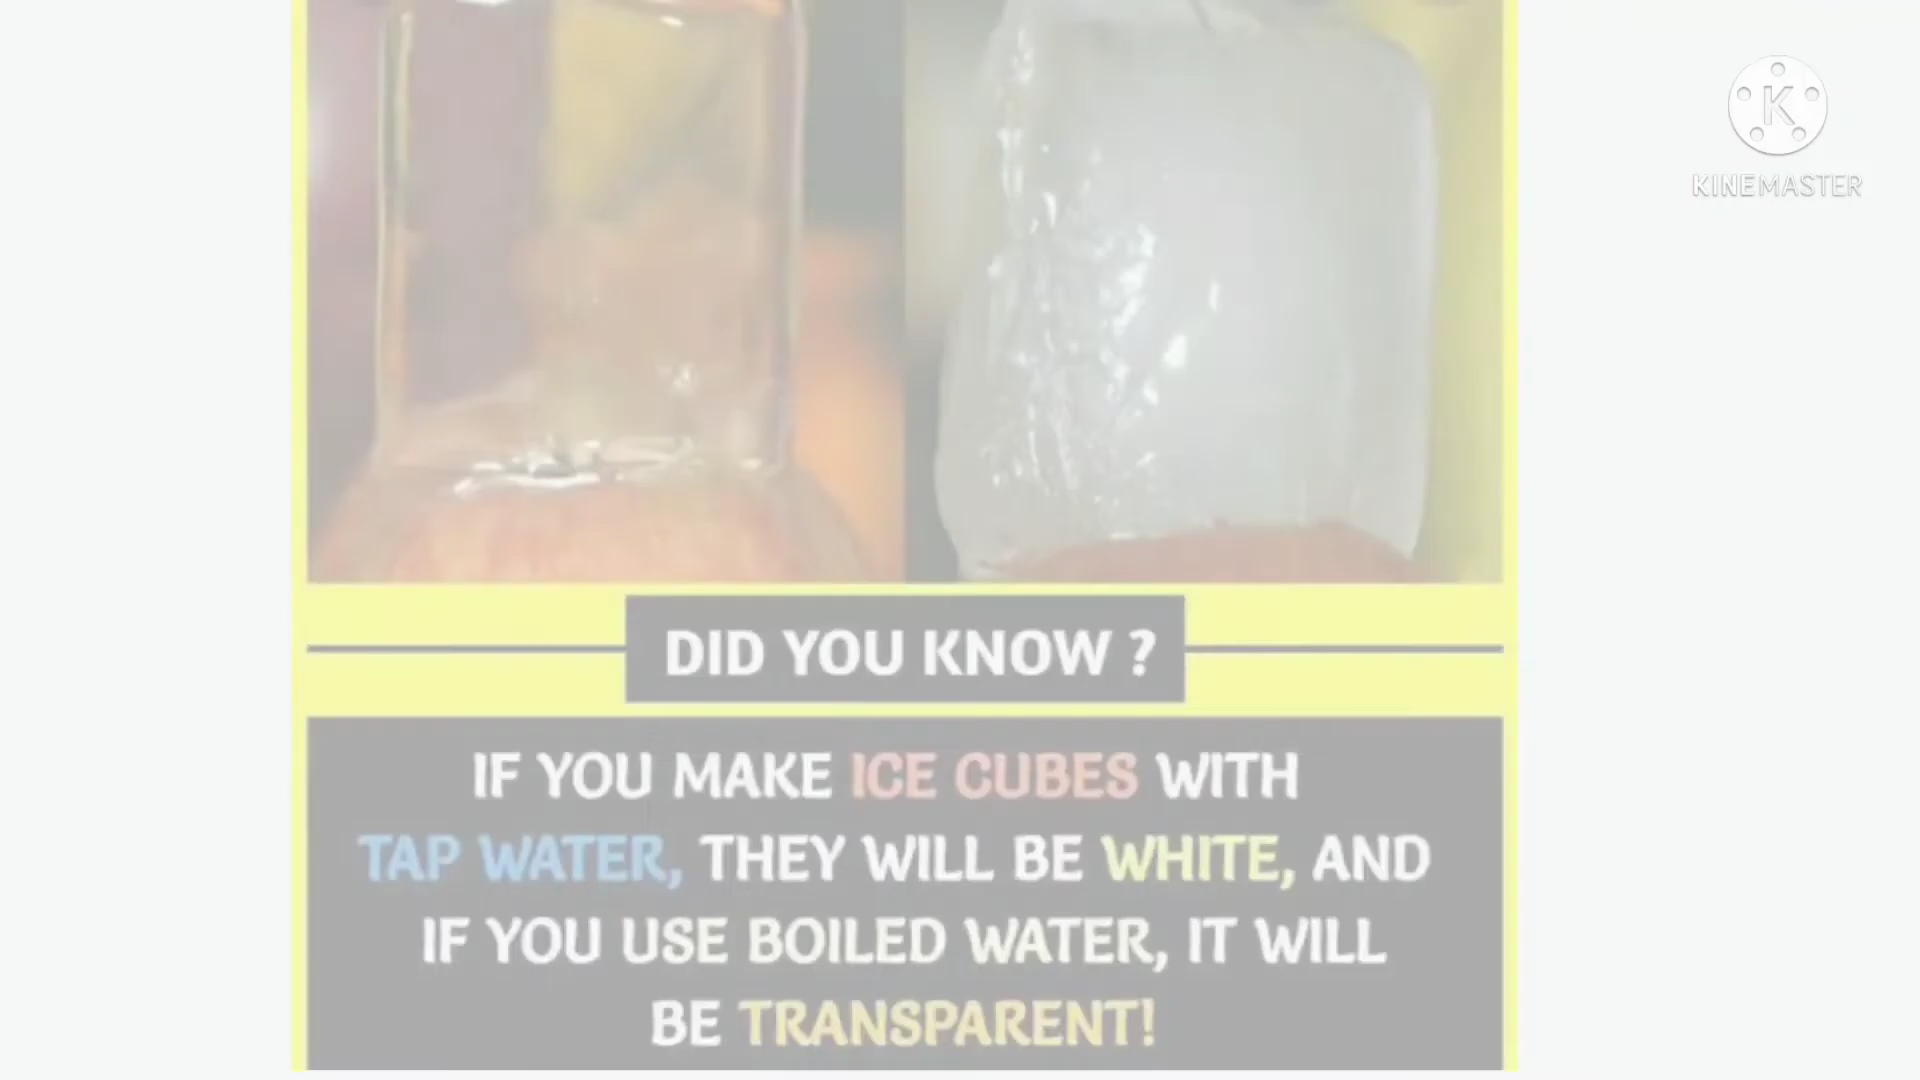 K
KINEMASTER
DID YOU KNOW ?
IF YOU MAKE ICE CUBES WITH
TAP WATER, THEY WILL BE WHITE, AND
IF YOU USE BOILED WATER, IT WILL
BE TRANSPARENT!